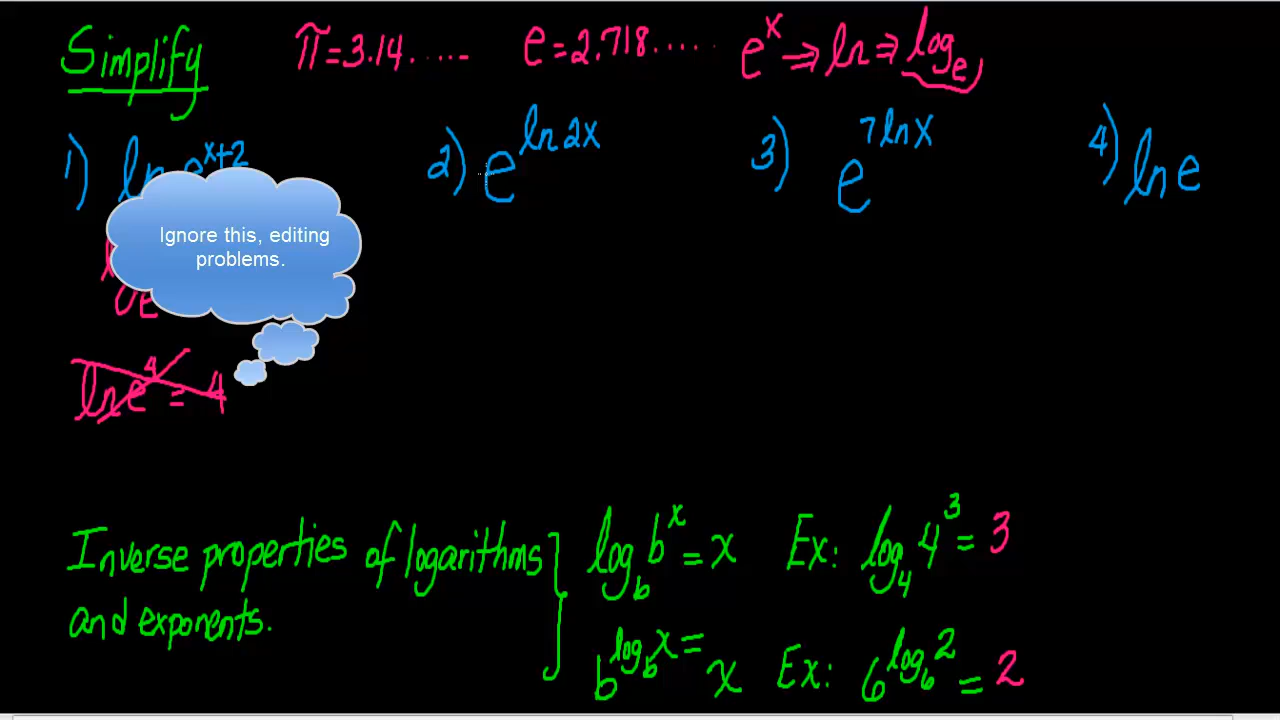 Simplify π=3.14...... e=2.718..... e^x ⇒ ln ⇒ log_e
1) ln e^(x+2) 2) e^(ln 2x) 3) e^(7 ln x) 4) ln e
Ignore this, editing
problems.
ln e^4 = 4
Inverse properties of logarithms log_b b^x = x Ex: log_4 4^3 = 3
and exponents. b^(log_b x) = x Ex: 6^(log_6 2) = 2